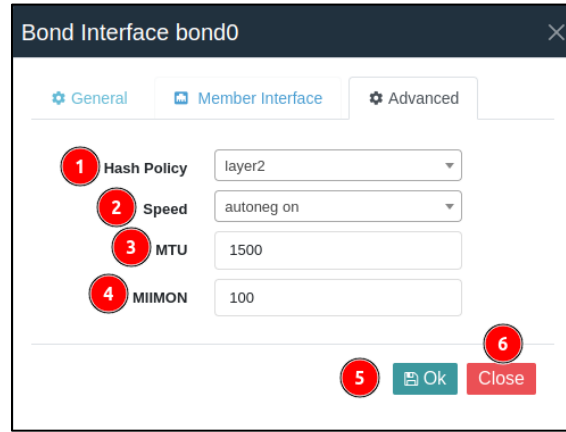 Bond Interface bond0
General Member Interface Advanced
1 Hash Policy layer2
2 Speed autoneg on
3 MTU 1500
4 MIIMON 100
6
5 Ok Close